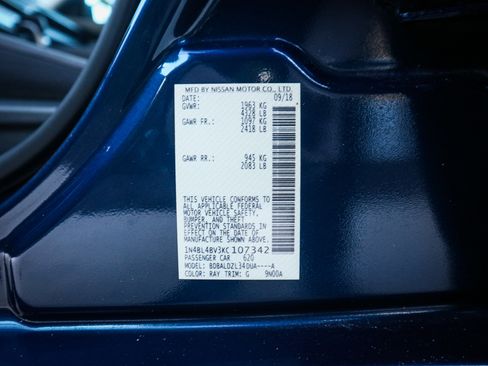 MFD BY NISSAN MOTOR CO., LTD.
DATE: 09/18
GVWR: 1963 KG
4328 LB
GAWR FR.: 1097 KG
2418 LB
GAWR RR.: 945 KG
2083 LB
THIS VEHICLE CONFORMS TO
ALL APPLICABLE FEDERAL
MOTOR VEHICLE SAFETY,
BUMPER, AND THEFT
PREVENTION STANDARDS IN
EFFECT ON THE DATE OF
MANUFACTURE SHOWN ABOVE.
1N4BL4BV3KC107342
PASSENGER CAR 620
MODEL: BDBALDZL34DUA----A
COLOR: RAY TRIM: G 9N00A